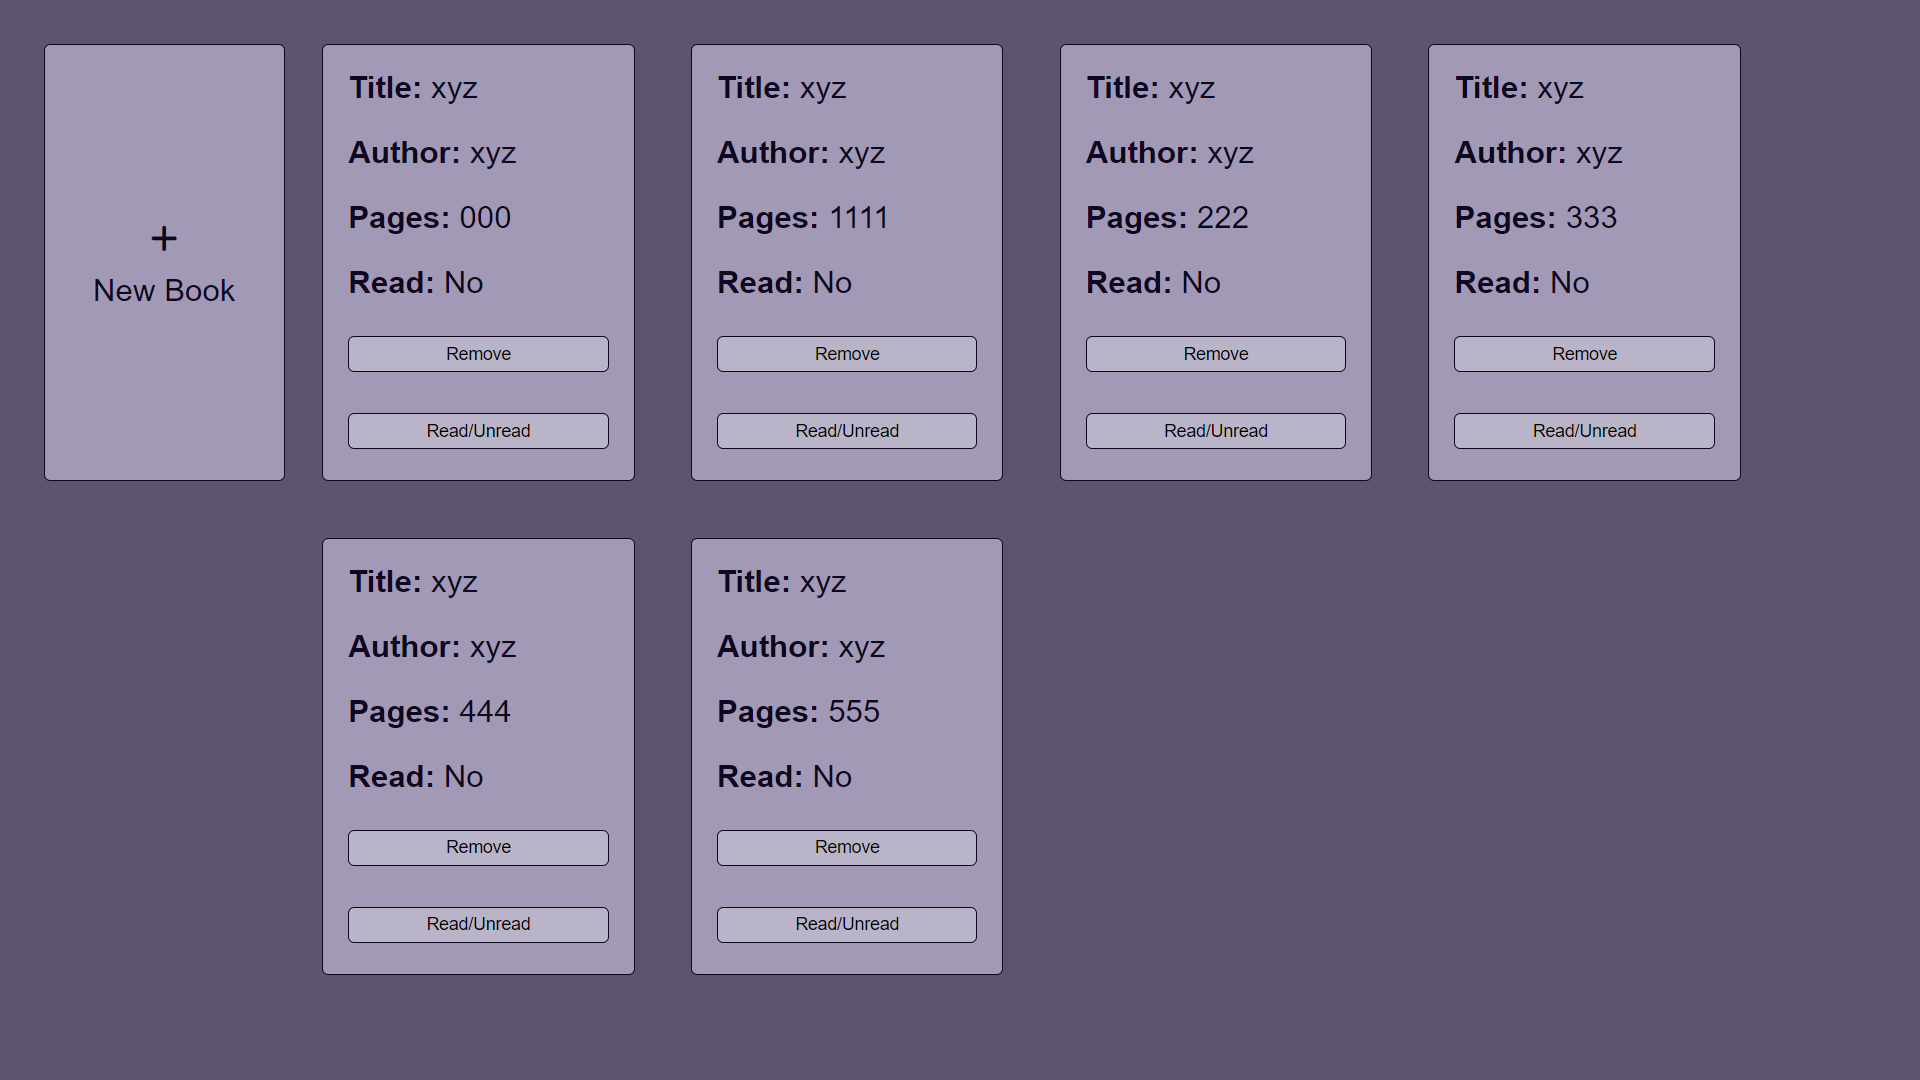 +
New Book
Title: xyz
Author: xyz
Pages: 000
Read: No
Remove
Read/Unread
Title: xyz
Author: xyz
Pages: 1111
Read: No
Remove
Read/Unread
Title: xyz
Author: xyz
Pages: 222
Read: No
Remove
Read/Unread
Title: xyz
Author: xyz
Pages: 333
Read: No
Remove
Read/Unread
Title: xyz
Author: xyz
Pages: 444
Read: No
Remove
Read/Unread
Title: xyz
Author: xyz
Pages: 555
Read: No
Remove
Read/Unread